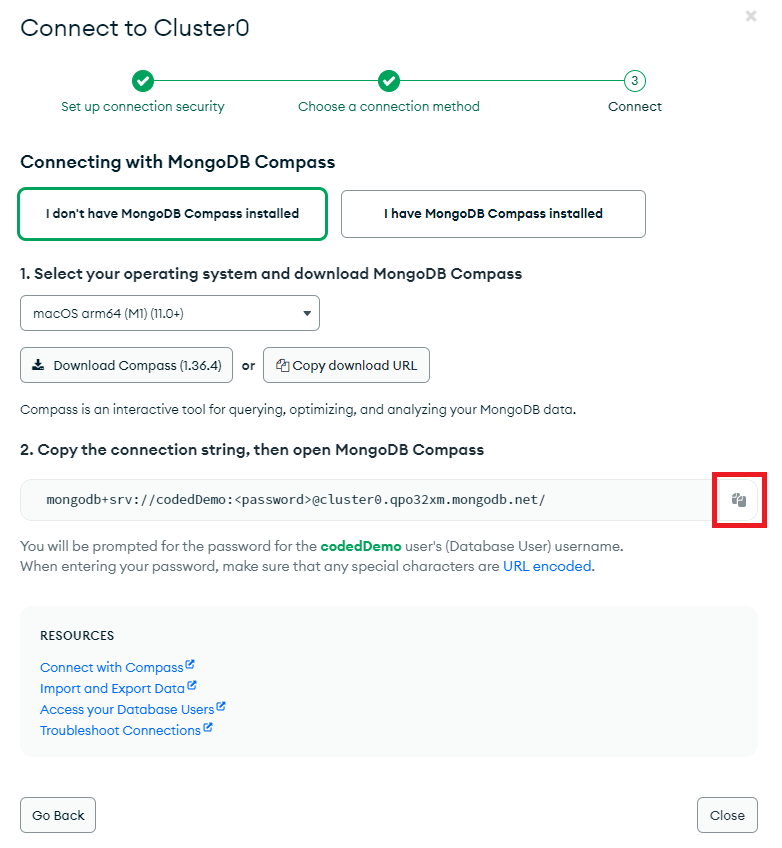 Connect to Cluster0
3
Set up connection security
Choose a connection method
Connect
Connecting with MongoDB Compass
I don't have MongoDB Compass installed
I have MongoDB Compass installed
1. Select your operating system and download MongoDB Compass
macOS arm64 (M1) (11.0+)
Download Compass (1.36.4) or Copy download URL
Compass is an interactive tool for querying, optimizing, and analyzing your MongoDB data.
2. Copy the connection string, then open MongoDB Compass
mongodb+srv://codedDemo:<password>@cluster0.qpo32xm.mongodb.net/
You will be prompted for the password for the codedDemo user's (Database User) username.
When entering your password, make sure that any special characters are URL encoded.
RESOURCES
Connect with Compass
Import and Export Data
Access your Database Users
Troubleshoot Connections
Go Back
Close